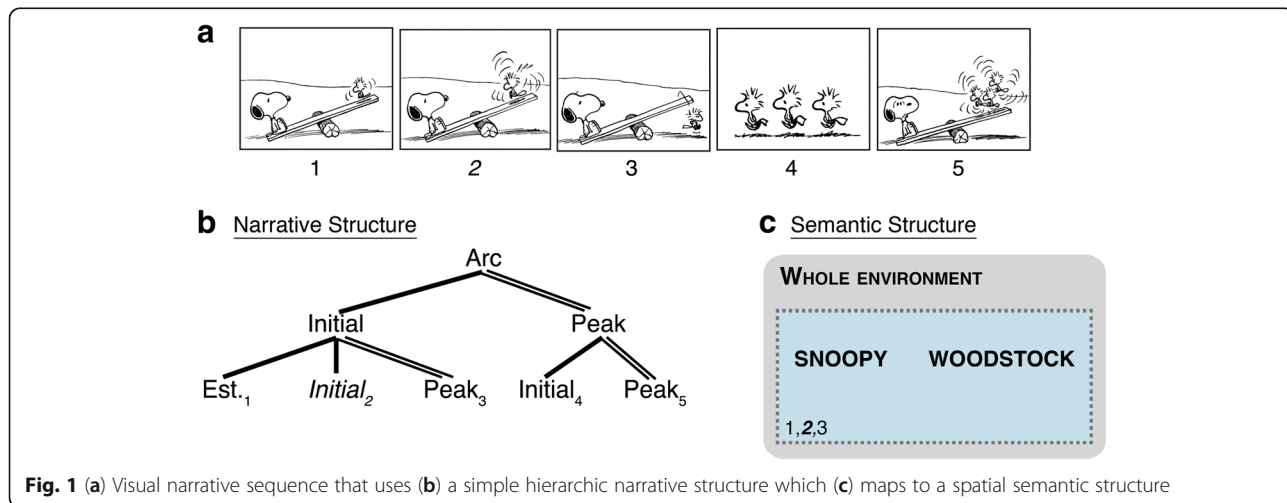 a
1 2 3 4 5
b Narrative Structure
Arc
Initial Peak
Est.1 Initial2 Peak3 Initial4 Peak5
c Semantic Structure
WHOLE ENVIRONMENT
SNOOPY WOODSTOCK
1,2,3
Fig. 1 (a) Visual narrative sequence that uses (b) a simple hierarchic narrative structure which (c) maps to a spatial semantic structure